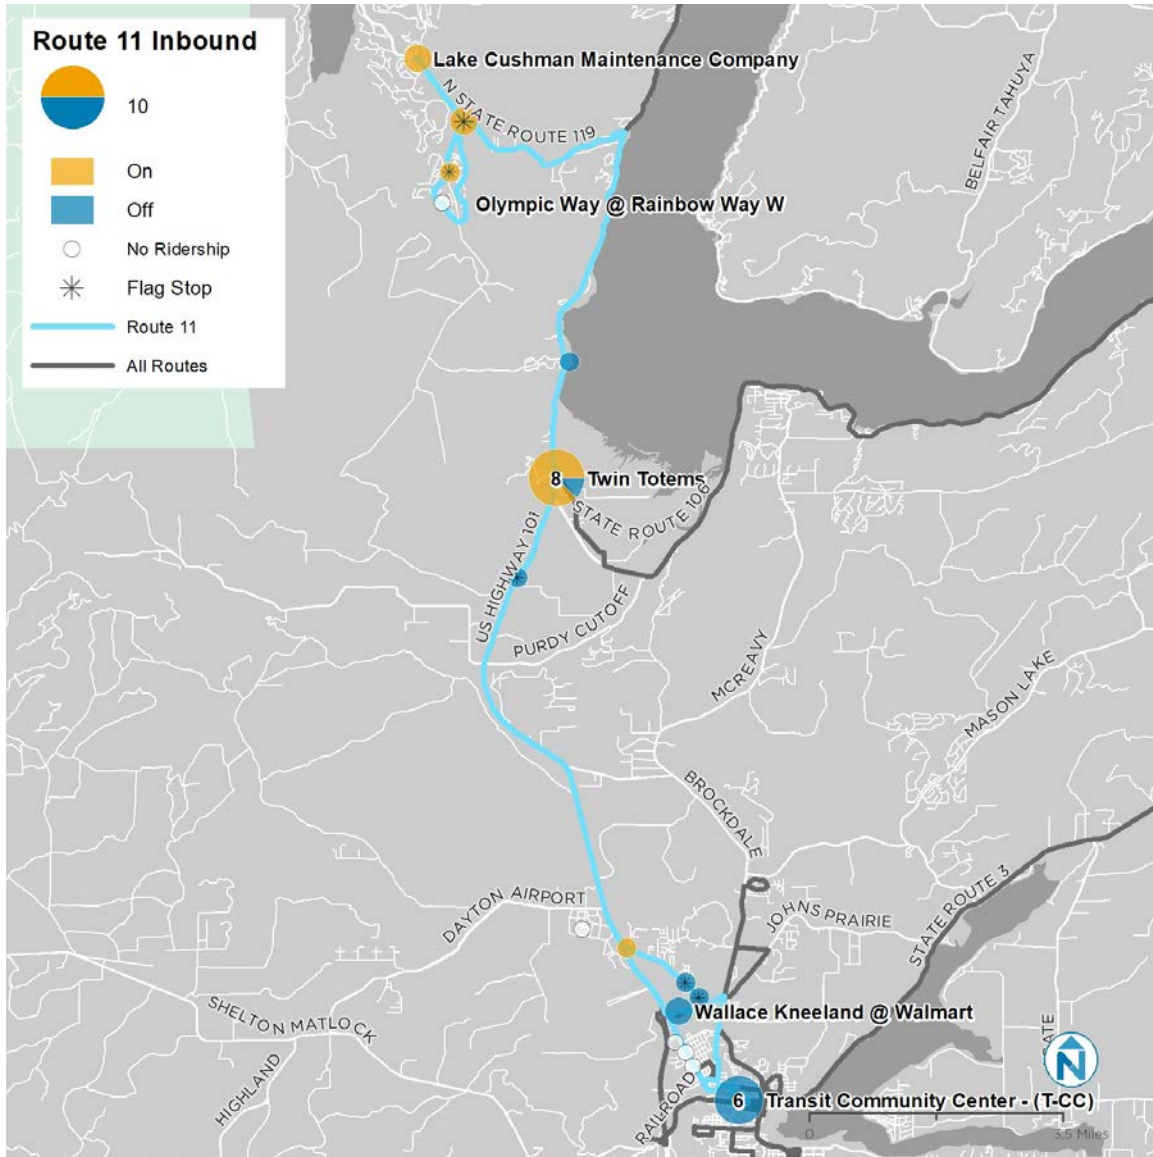 Route 11 Inbound
10
On
Off
No Ridership
Flag Stop
Route 11
All Routes
Lake Cushman Maintenance Company
N STATE ROUTE 119
BELFAIR TAHUYA
Olympic Way @ Rainbow Way W
8
Twin Totems
STATE ROUTE 106
US HIGHWAY 101
PURDY CUTOFF
MCREAVY
MASON LAKE
BROCKDALE
DAYTON AIRPORT
JOHNS PRAIRIE
STATE ROUTE 3
SHELTON MATLOCK
Wallace Kneeland @ Walmart
HIGHLAND
RAILROAD
N
6
Transit Community Center - (T-CC)
0
3.5 Miles